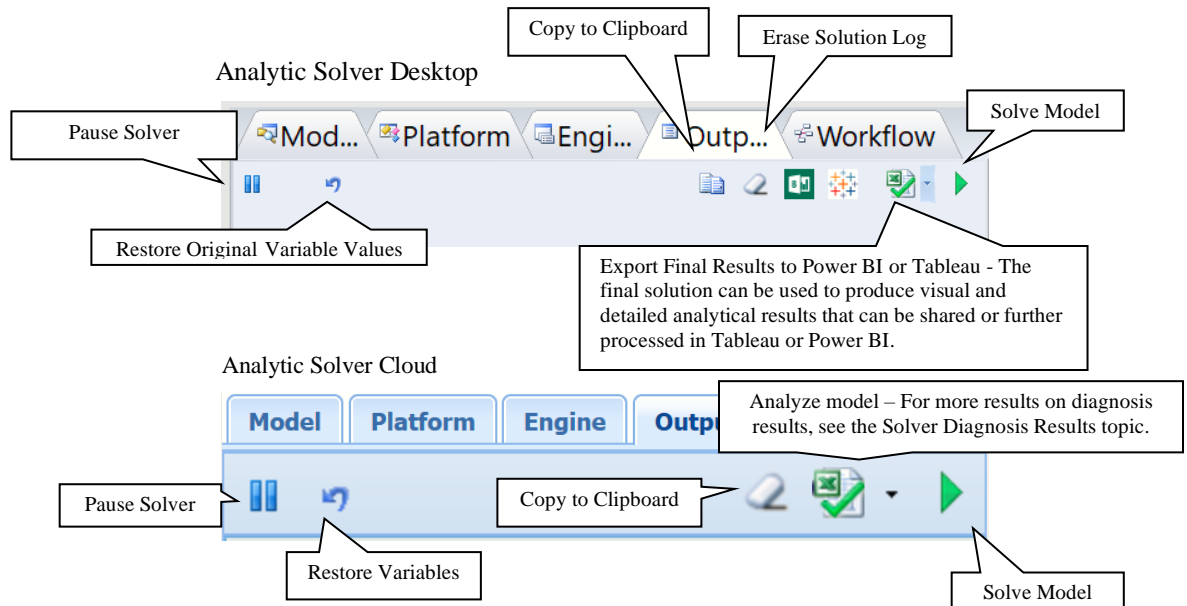 Copy to Clipboard
Erase Solution Log
Analytic Solver Desktop
Pause Solver
Solve Model
Mod...
Platform
Engi...
Outp...
Workflow
Restore Original Variable Values
Export Final Results to Power BI or Tableau - The
final solution can be used to produce visual and
detailed analytical results that can be shared or further
processed in Tableau or Power BI.
Analytic Solver Cloud
Model
Platform
Engine
Outpu
Analyze model – For more results on diagnosis
results, see the Solver Diagnosis Results topic.
Pause Solver
Copy to Clipboard
Restore Variables
Solve Model